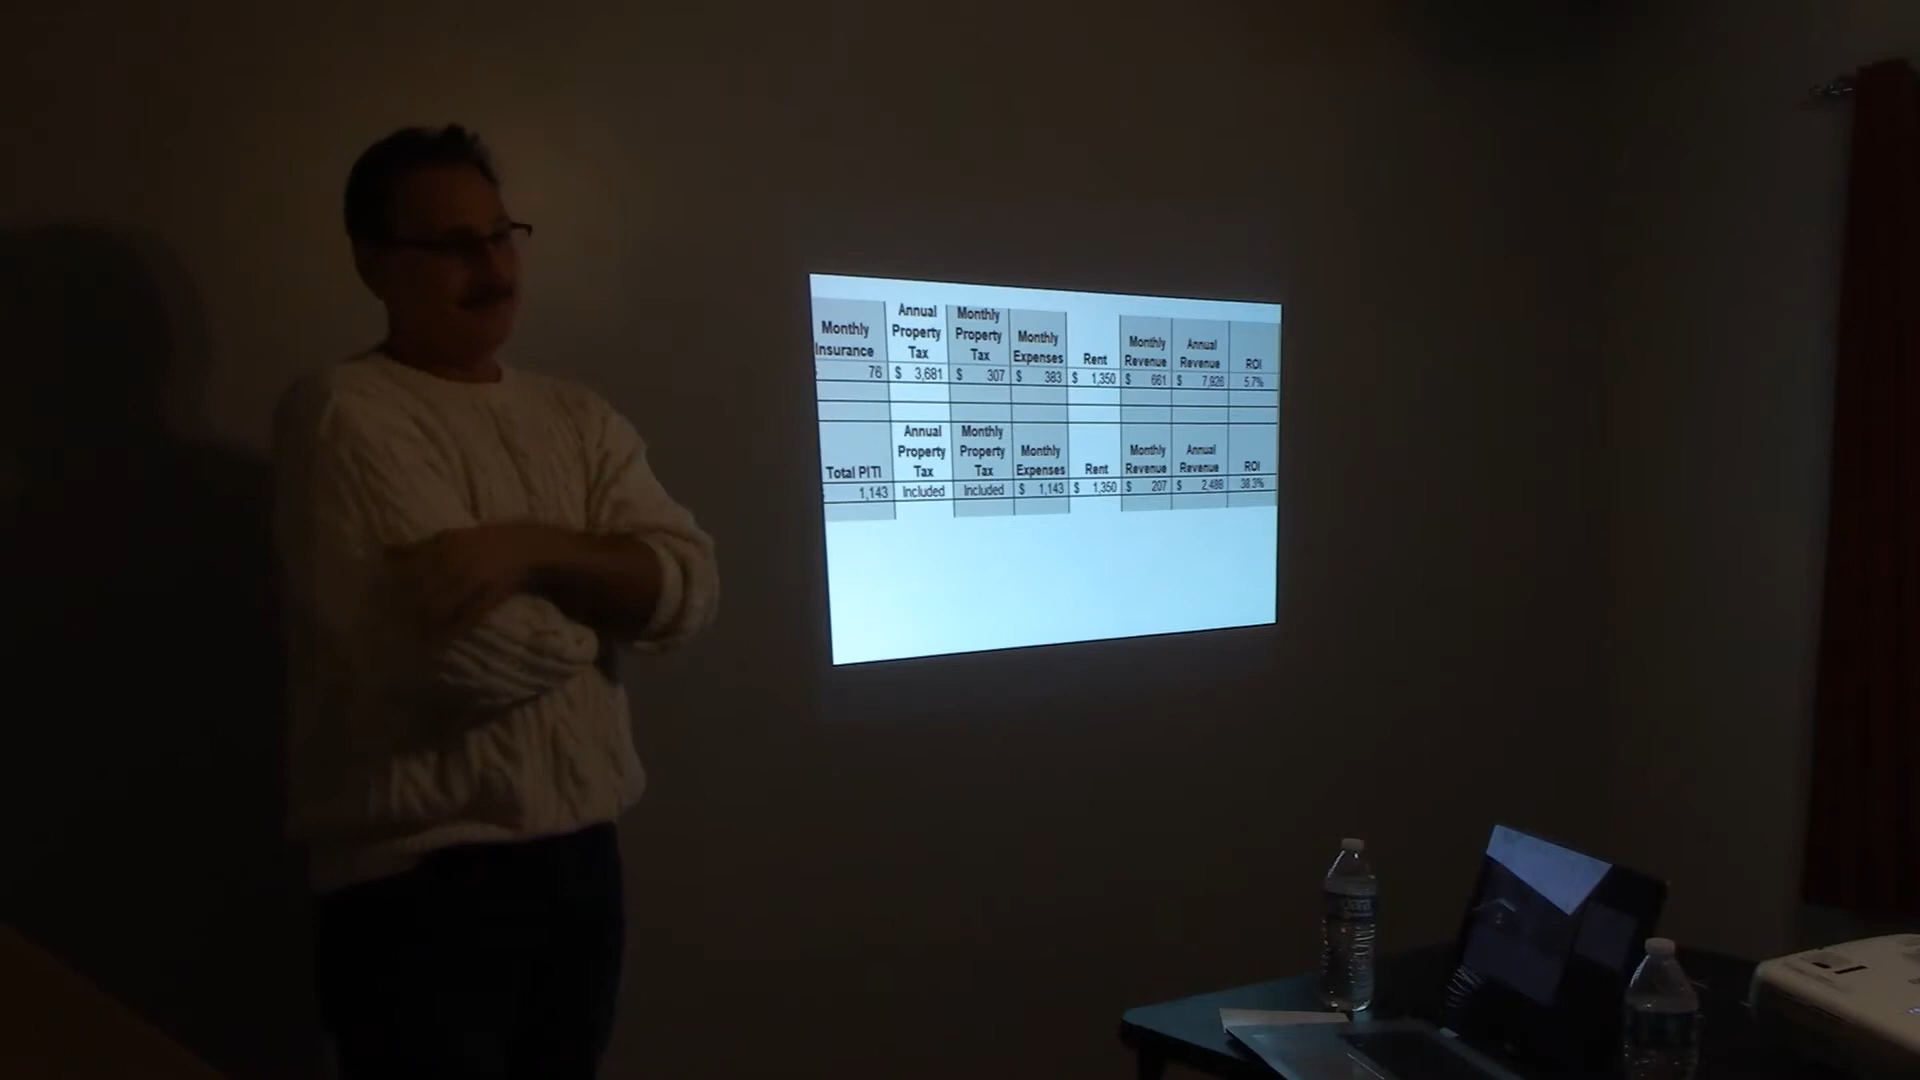 Monthly Insurance | Annual Property Tax | Monthly Property Tax | Monthly Expenses | Rent | Monthly Revenue | Annual Revenue | ROI
76 | $ 3,681 | $ 307 | $ 383 | $ 1,350 | $ 661 | $ 7,926 | 5.7%
Total PITI | Annual Property Tax | Monthly Property Tax | Monthly Expenses | Rent | Monthly Revenue | Annual Revenue | ROI
1,143 | Included | Included | $ 1,143 | $ 1,350 | $ 207 | $ 2,488 | 38.3%